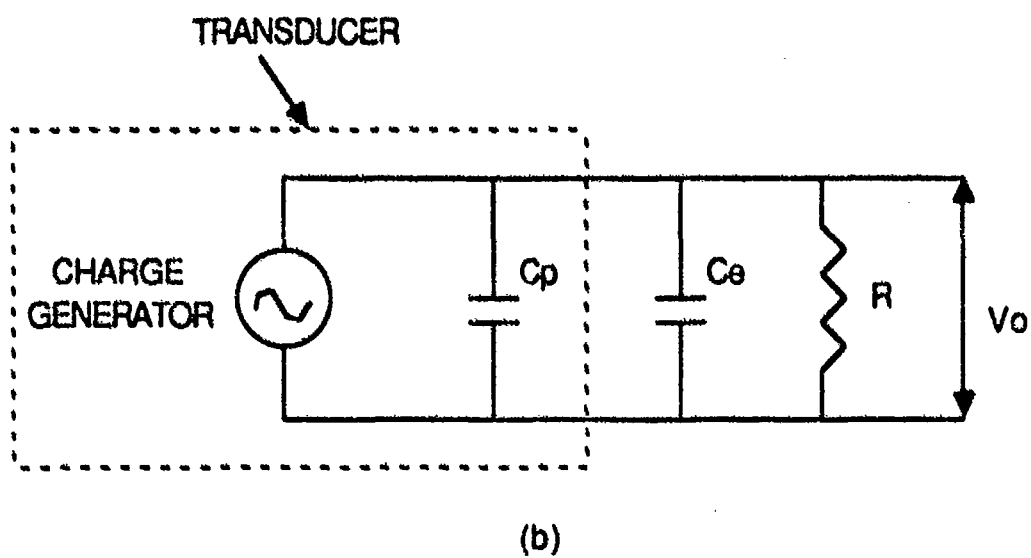 TRANSDUCER
CHARGE
GENERATOR
Cp
Ce
R
Vo
(b)